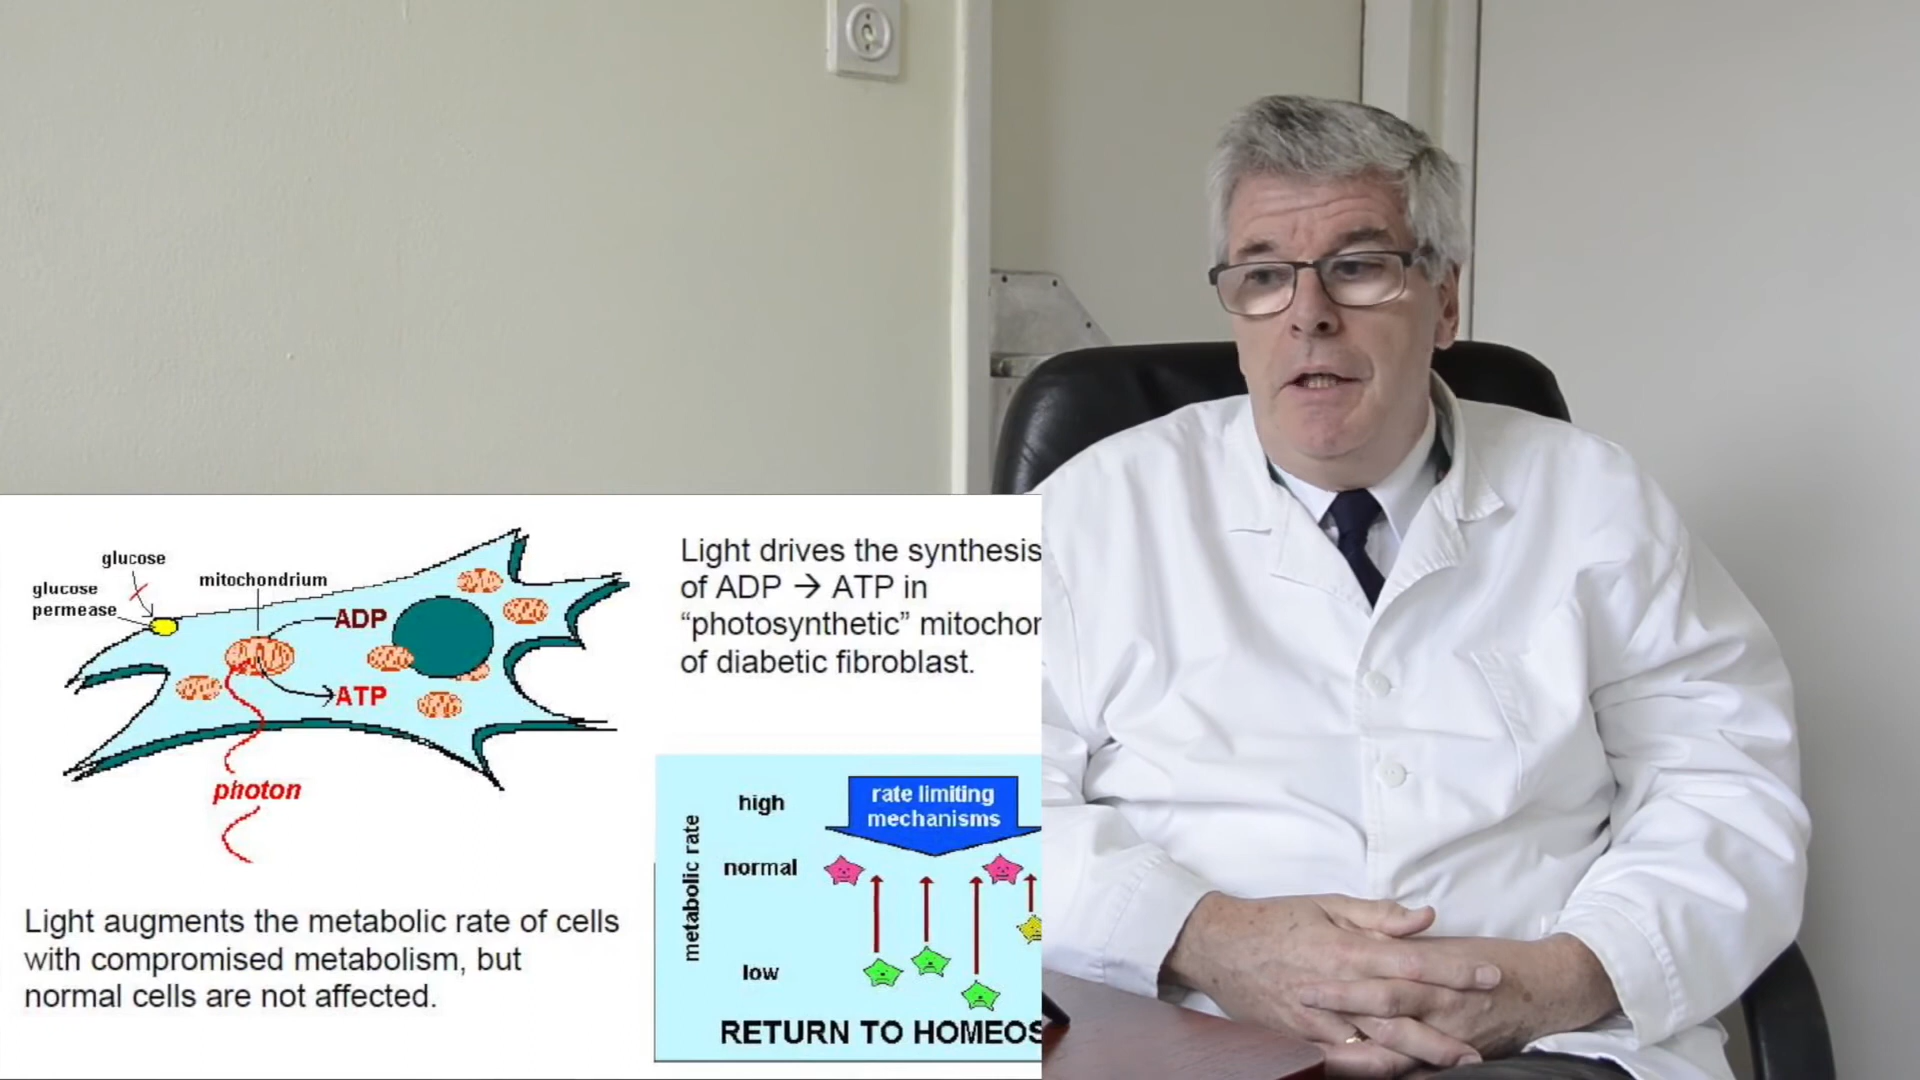 glucose
glucose
permease
mitochondrium
ADP
ATP
photon
Light augments the metabolic rate of cells
with compromised metabolism, but
normal cells are not affected.
Light drives the synthesis
of ADP → ATP in
“photosynthetic”
of diabetic fibroblast.
rate limiting
mechanisms
high
normal
low
metabolic rate
RETURN TO